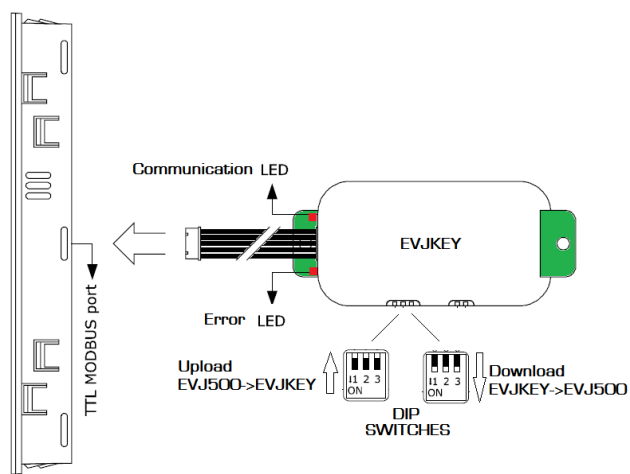 Communication LED
EVJKEY
Error LED
TTL MODBUS port
Upload
EVJ500->EVJKEY
1 2 3
ON
1 2 3
ON
Download
EVJKEY->EVJ500
DIP
SWITCHES